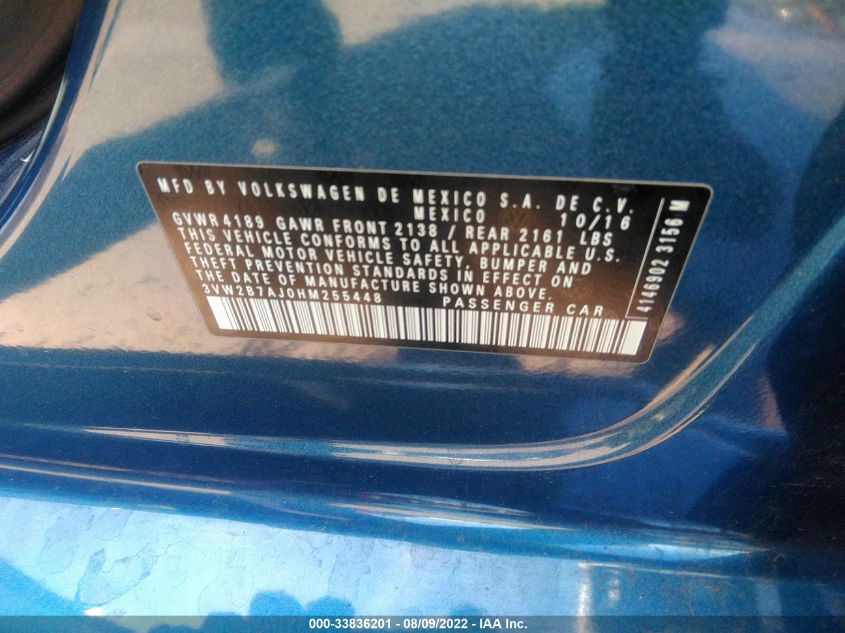 MFD BY VOLKSWAGEN DE MEXICO S.A. DE C.V.
MEXICO 10/16
GVWR 4189 GAWR FRONT 2138 / REAR 2161 LBS
THIS VEHICLE CONFORMS TO ALL APPLICABLE U.S.
FEDERAL MOTOR VEHICLE SAFETY, BUMPER AND
THEFT PREVENTION STANDARDS IN EFFECT ON
THE DATE OF MANUFACTURE SHOWN ABOVE.
3VW2B7AJ0HM255448 PASSENGER CAR
4146902 3156 M
000-33836201 - 08/09/2022 - IAA Inc.